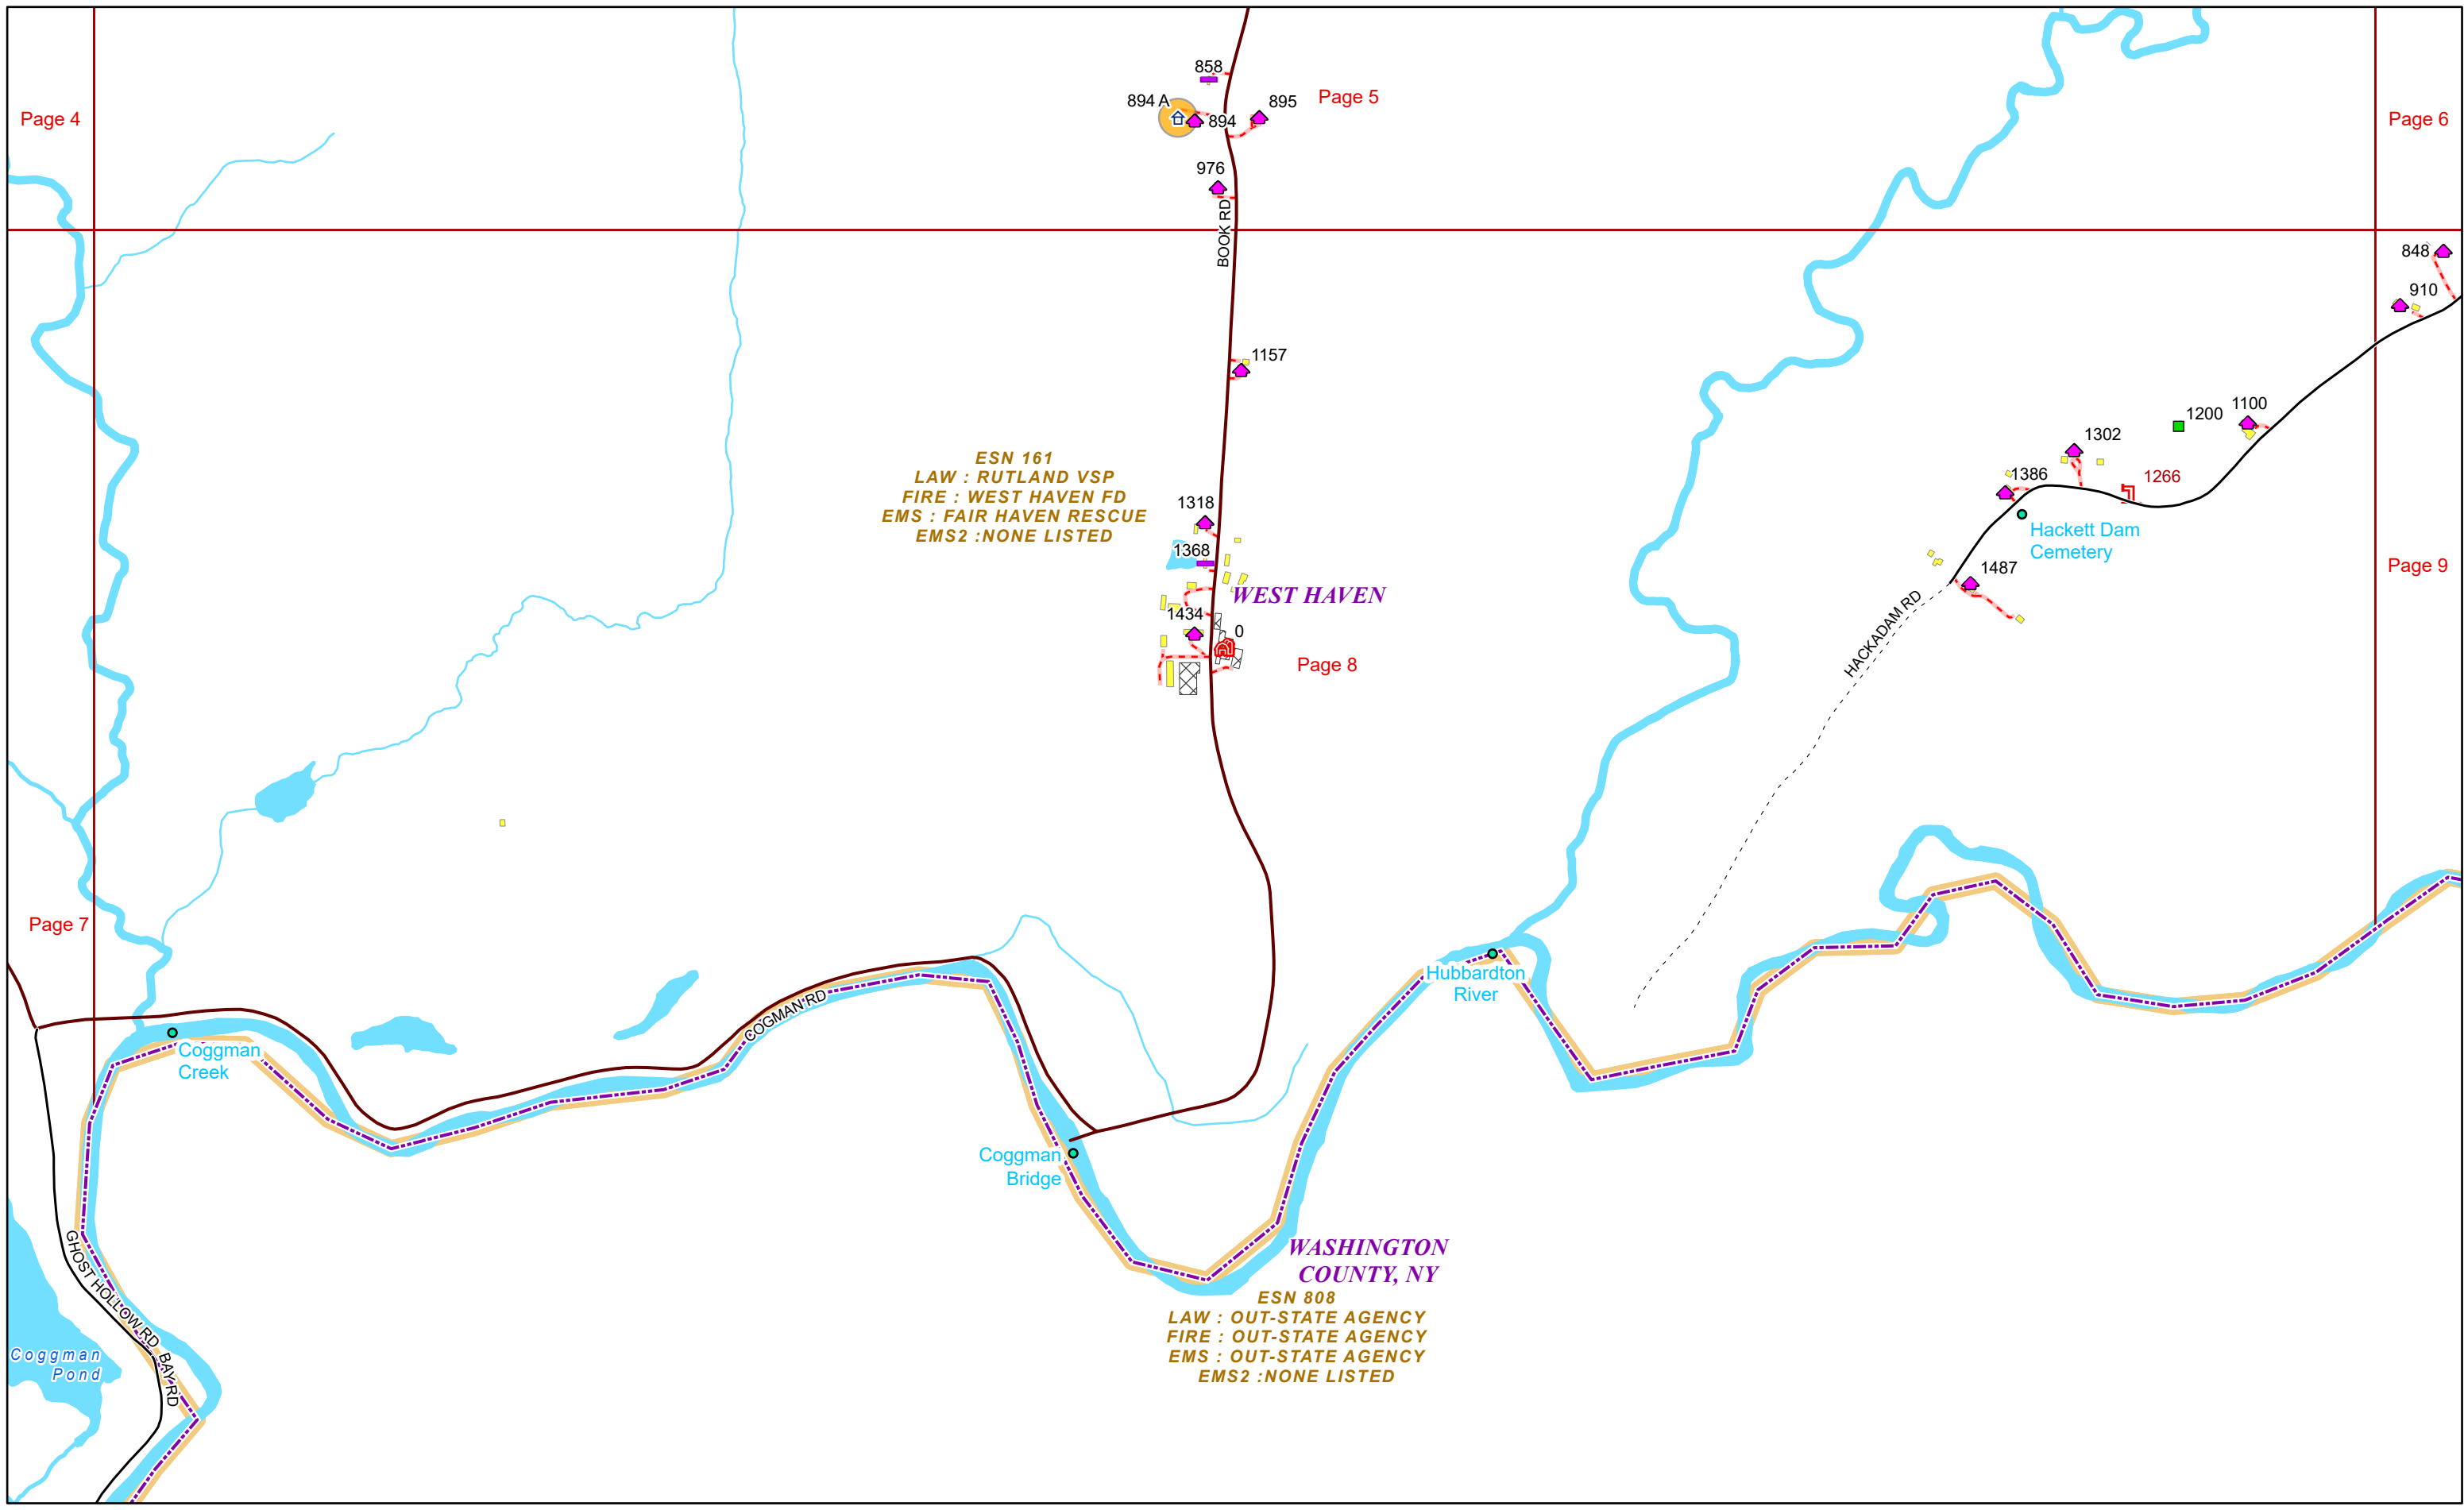 858
894 A
894
895
Page 5
Page 4
Page 6
976
BOOK RD
848
910
1157
ESN 161
LAW : RUTLAND VSP
FIRE : WEST HAVEN FD
EMS : FAIR HAVEN RESCUE
EMS2 :NONE LISTED
1200
1100
1302
1386
1266
Hackett Dam
Cemetery
1318
1368
1487
WEST HAVEN
Page 9
1434
0
Page 8
HACKADAM RD
Page 7
Hubbardton
River
COGMAN RD
Coggman
Creek
Coggman
Bridge
WASHINGTON
COUNTY, NY
ESN 808
LAW : OUT-STATE AGENCY
FIRE : OUT-STATE AGENCY
EMS : OUT-STATE AGENCY
EMS2 :NONE LISTED
GHOST HOLLOW RD
BAY RD
Coggman
Pond